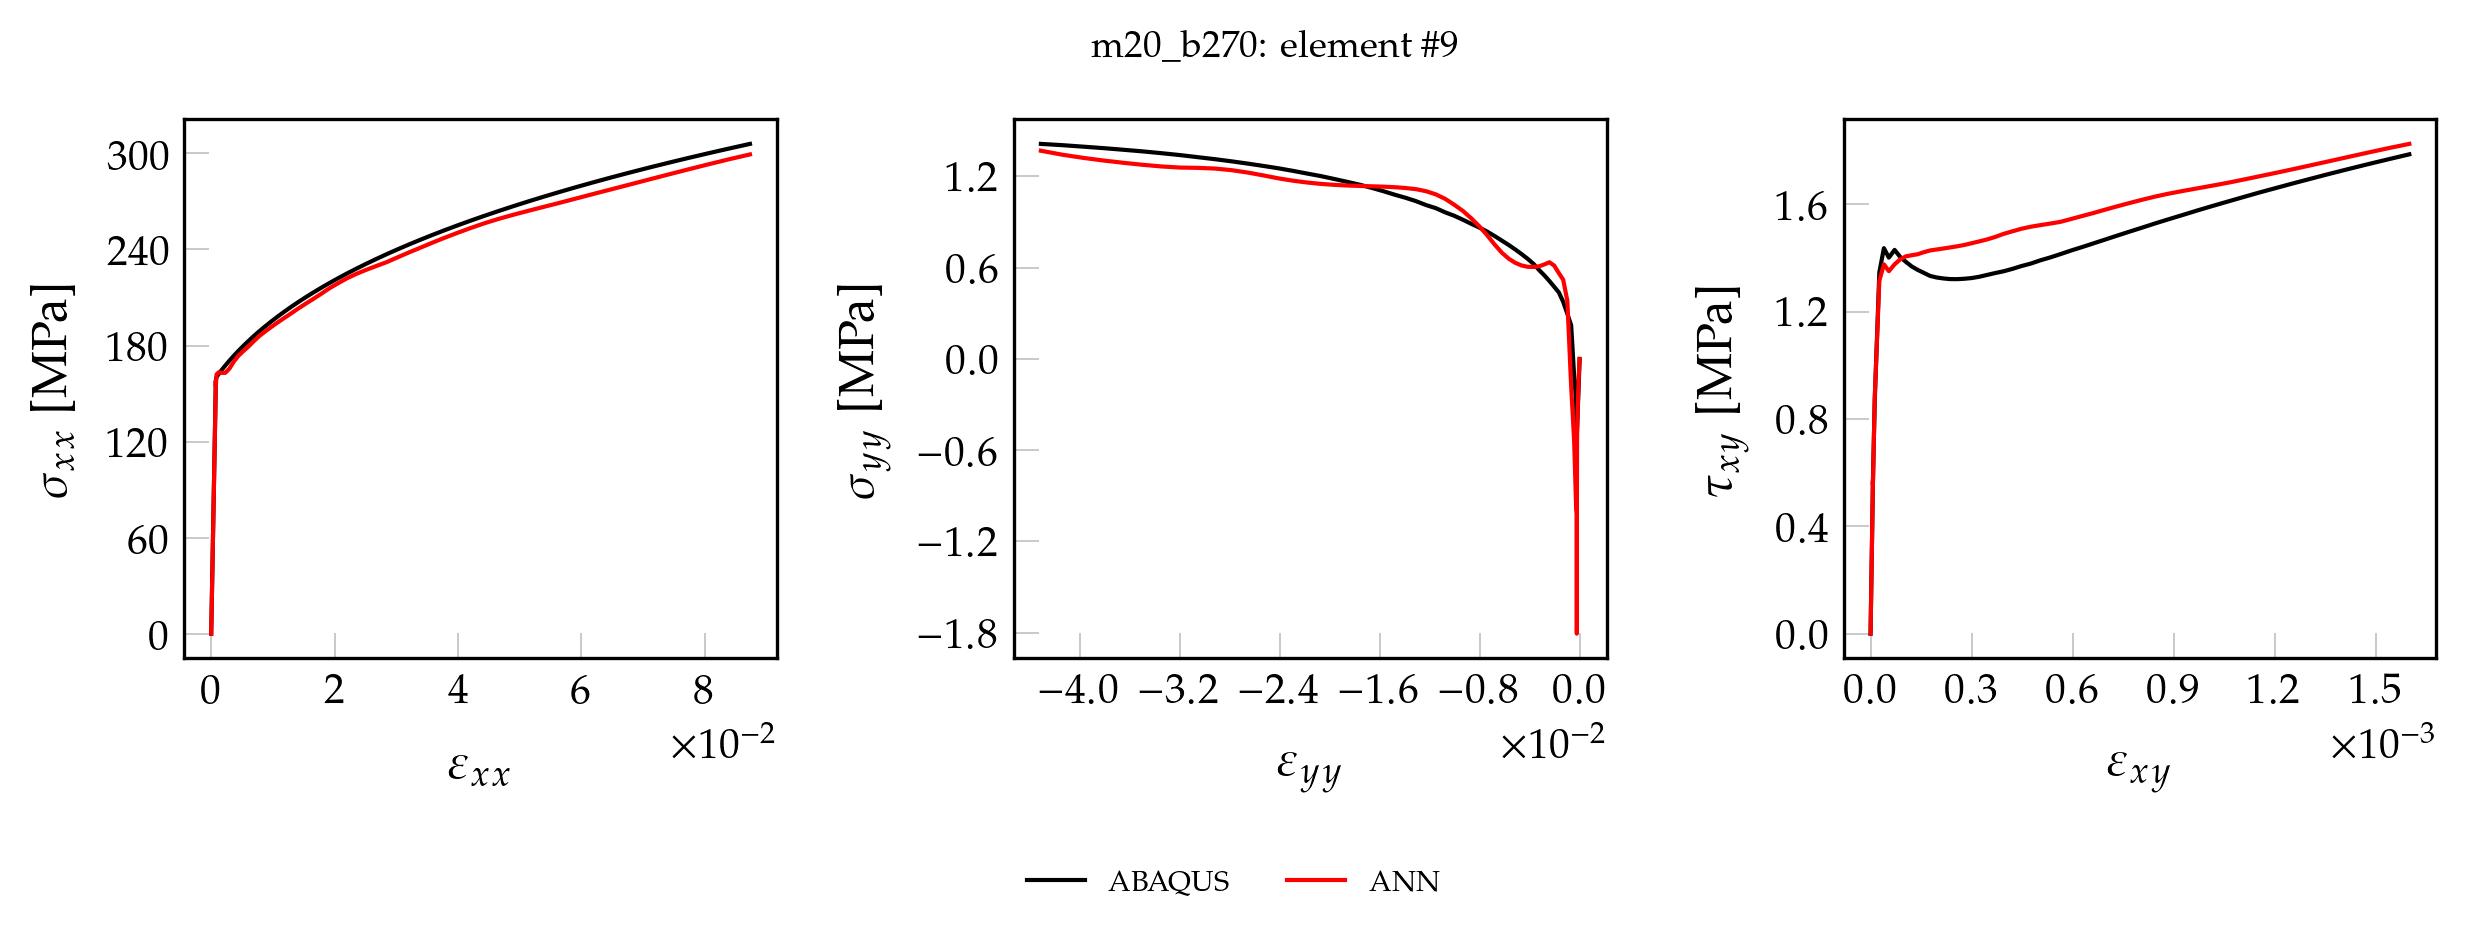 m20_b270: element #9
σxx [MPa]
300
240
180
120
60
0
0 2 4 6 8
×10−2
εxx
σyy [MPa]
1.2
0.6
0.0
−0.6
−1.2
−1.8
−4.0 −3.2 −2.4 −1.6 −0.8 0.0
×10−2
εyy
τxy [MPa]
1.6
1.2
0.8
0.4
0.0
0.0 0.3 0.6 0.9 1.2 1.5
×10−3
εxy
ABAQUS ANN